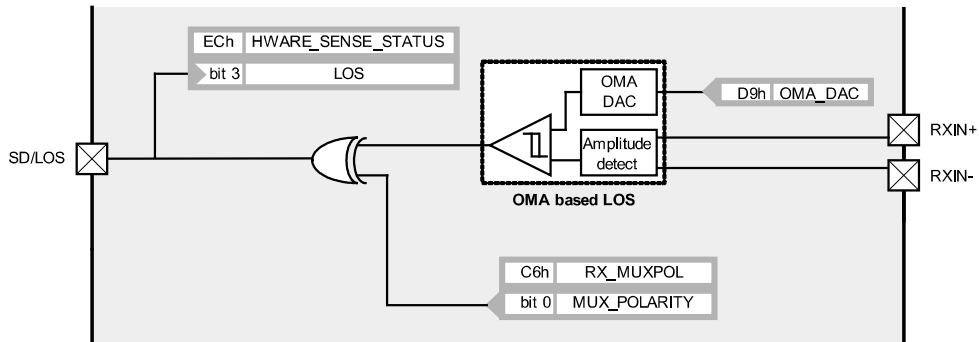 ECh HWARE_SENSE_STATUS
bit 3 LOS
OMA
DAC
D9h OMA_DAC
RXIN+
Amplitude
detect
SD/LOS
RXIN-
OMA based LOS
C6h RX_MUXPOL
bit 0 MUX_POLARITY